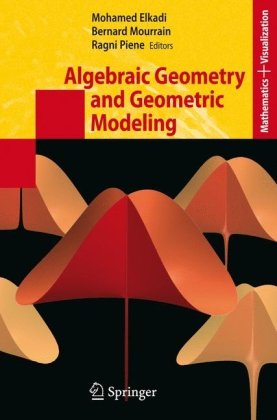 Mohamed Elkadi
Bernard Mourrain
Ragni Piene Editors
Algebraic Geometry
and Geometric
Modeling
Mathematics + Visualization
Springer